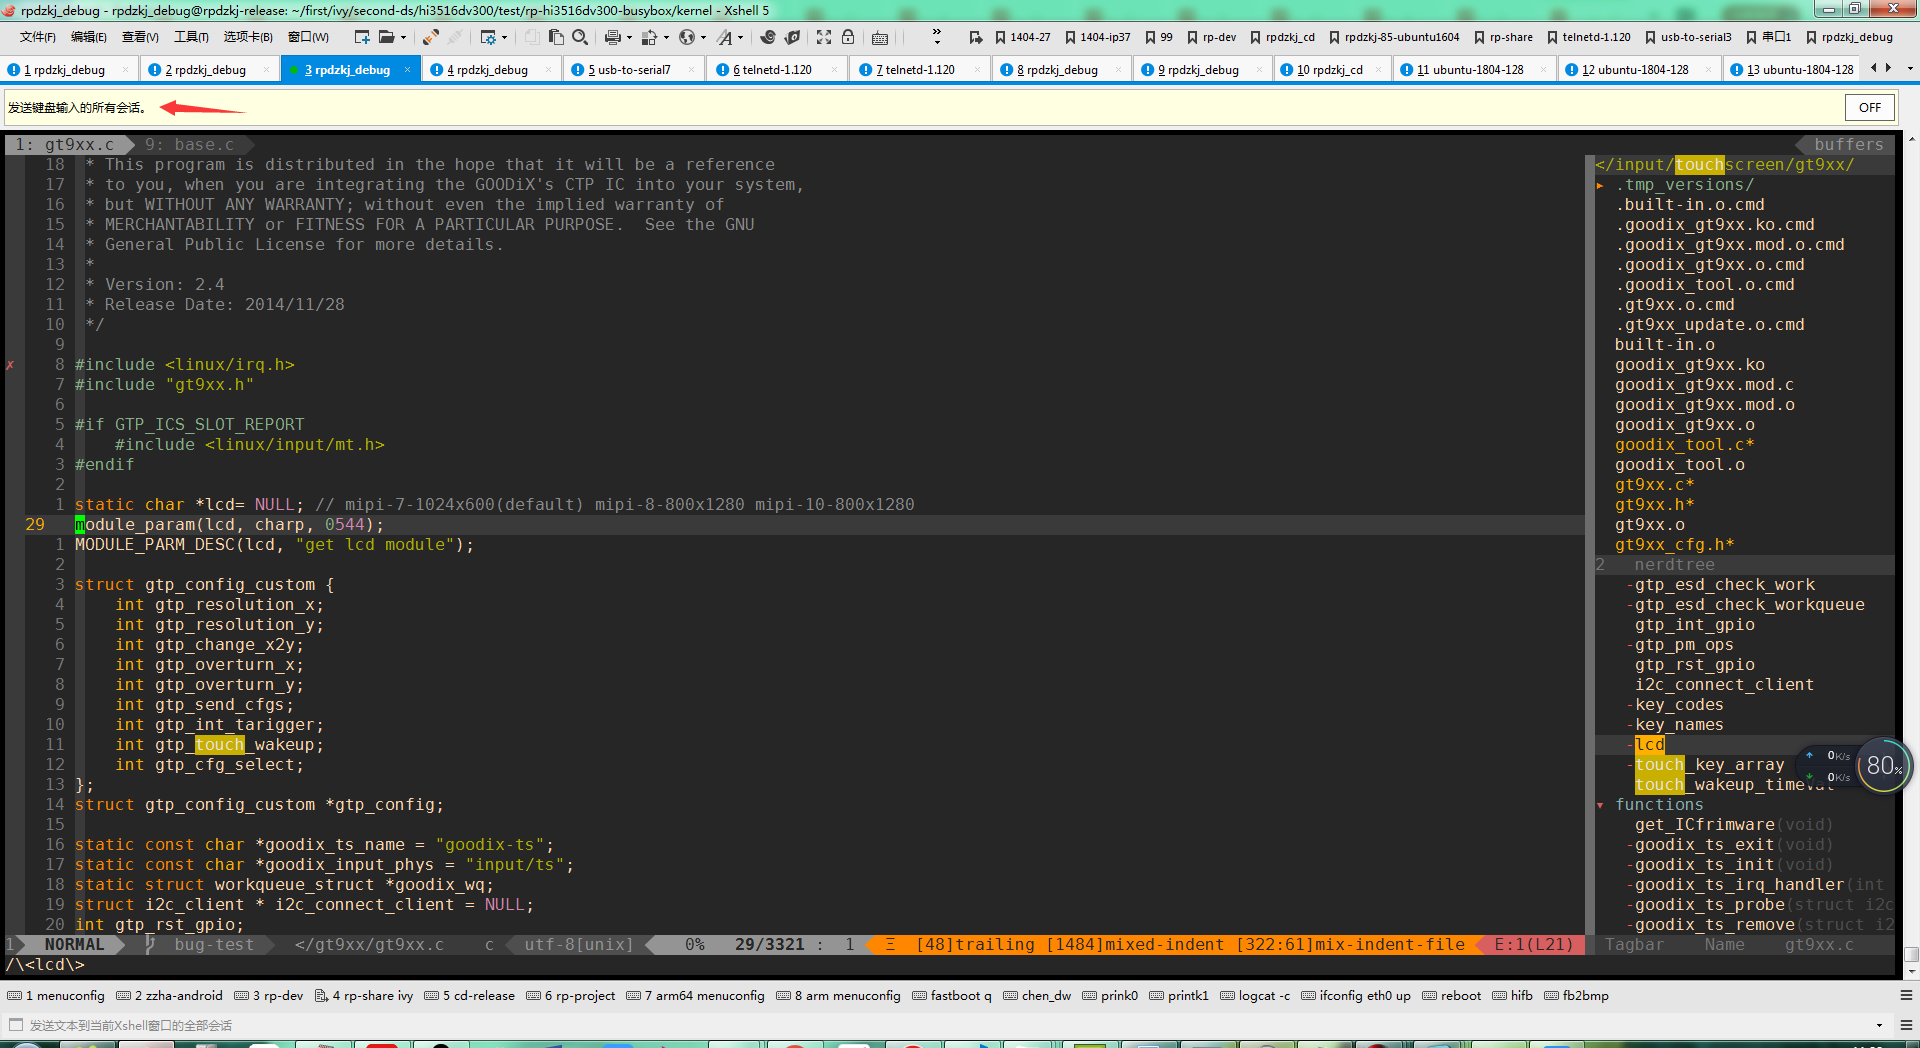 rpdzkj_debug - rpdzkj_debug@rpdzkj-release: ~/first/ivy/second-ds/hi3516dv300/test/rp-hi3516dv300-busybox/kernel - Xshell 5
文件(F) 编辑(E) 查看(V) 工具(T) 选项卡(B) 窗口(W) 1404-27 1404-ip37 99 rp-dev rpdzkj_cd rpdzkj-85-ubuntu1604 rp-share telnetd-1.120 usb-to-serial3 串口1 rpdzkj_debug
1 rpdzkj_debug 2 rpdzkj_debug 3 rpdzkj_debug 4 rpdzkj_debug 5 usb-to-serial7 6 telnetd-1.120 7 telnetd-1.120 8 rpdzkj_debug 9 rpdzkj_debug 10 rpdzkj_cd 11 ubuntu-1804-128 12 ubuntu-1804-128 13 ubuntu-1804-128
发送键盘输入的所有会话。 OFF
1: gt9xx.c 9: base.c buffers
18 * This program is distributed in the hope that it will be a reference
17 * to you, when you are integrating the GOODiX's CTP IC into your system,
16 * but WITHOUT ANY WARRANTY; without even the implied warranty of
15 * MERCHANTABILITY or FITNESS FOR A PARTICULAR PURPOSE.  See the GNU
14 * General Public License for more details.
13 *
12 * Version: 2.4
11 * Release Date: 2014/11/28
10 */
9
✗ 8 #include <linux/irq.h>
7 #include "gt9xx.h"
6
5 #if GTP_ICS_SLOT_REPORT
4     #include <linux/input/mt.h>
3 #endif
2
1 static char *lcd= NULL; // mipi-7-1024x600(default) mipi-8-800x1280 mipi-10-800x1280
29 module_param(lcd, charp, 0544);
1 MODULE_PARM_DESC(lcd, "get lcd module");
2
3 struct gtp_config_custom {
4     int gtp_resolution_x;
5     int gtp_resolution_y;
6     int gtp_change_x2y;
7     int gtp_overturn_x;
8     int gtp_overturn_y;
9     int gtp_send_cfgs;
10     int gtp_int_tarigger;
11     int gtp_touch_wakeup;
12     int gtp_cfg_select;
13 };
14 struct gtp_config_custom *gtp_config;
15
16 static const char *goodix_ts_name = "goodix-ts";
17 static const char *goodix_input_phys = "input/ts";
18 static struct workqueue_struct *goodix_wq;
19 struct i2c_client * i2c_connect_client = NULL;
20 int gtp_rst_gpio;
</input/touchscreen/gt9xx/
▸ .tmp_versions/
.built-in.o.cmd
.goodix_gt9xx.ko.cmd
.goodix_gt9xx.mod.o.cmd
.goodix_gt9xx.o.cmd
.goodix_tool.o.cmd
.gt9xx.o.cmd
.gt9xx_update.o.cmd
built-in.o
goodix_gt9xx.ko
goodix_gt9xx.mod.c
goodix_gt9xx.mod.o
goodix_gt9xx.o
goodix_tool.c*
goodix_tool.o
gt9xx.c*
gt9xx.h*
gt9xx.o
gt9xx_cfg.h*
2 nerdtree
-gtp_esd_check_work
-gtp_esd_check_workqueue
gtp_int_gpio
-gtp_pm_ops
gtp_rst_gpio
i2c_connect_client
-key_codes
-key_names
-lcd
-touch_key_array
touch_wakeup_timeval
▾ functions
get_ICfrimware(void)
-goodix_ts_exit(void)
-goodix_ts_init(void)
-goodix_ts_irq_handler(int
-goodix_ts_probe(struct i2c
-goodix_ts_remove(struct i2
0K/s
0K/s
80%
1 NORMAL bug-test </gt9xx/gt9xx.c c utf-8[unix] 0% 29/3321 : 1 Ξ [48]trailing [1484]mixed-indent [322:61]mix-indent-file E:1(L21) Tagbar Name gt9xx.c
/\<lcd\>
1 menuconfig 2 zzha-android 3 rp-dev 4 rp-share ivy 5 cd-release 6 rp-project 7 arm64 menuconfig 8 arm menuconfig fastboot q chen_dw prink0 printk1 logcat -c ifconfig eth0 up reboot hifb fb2bmp
发送文本到当前Xshell窗口的全部会话